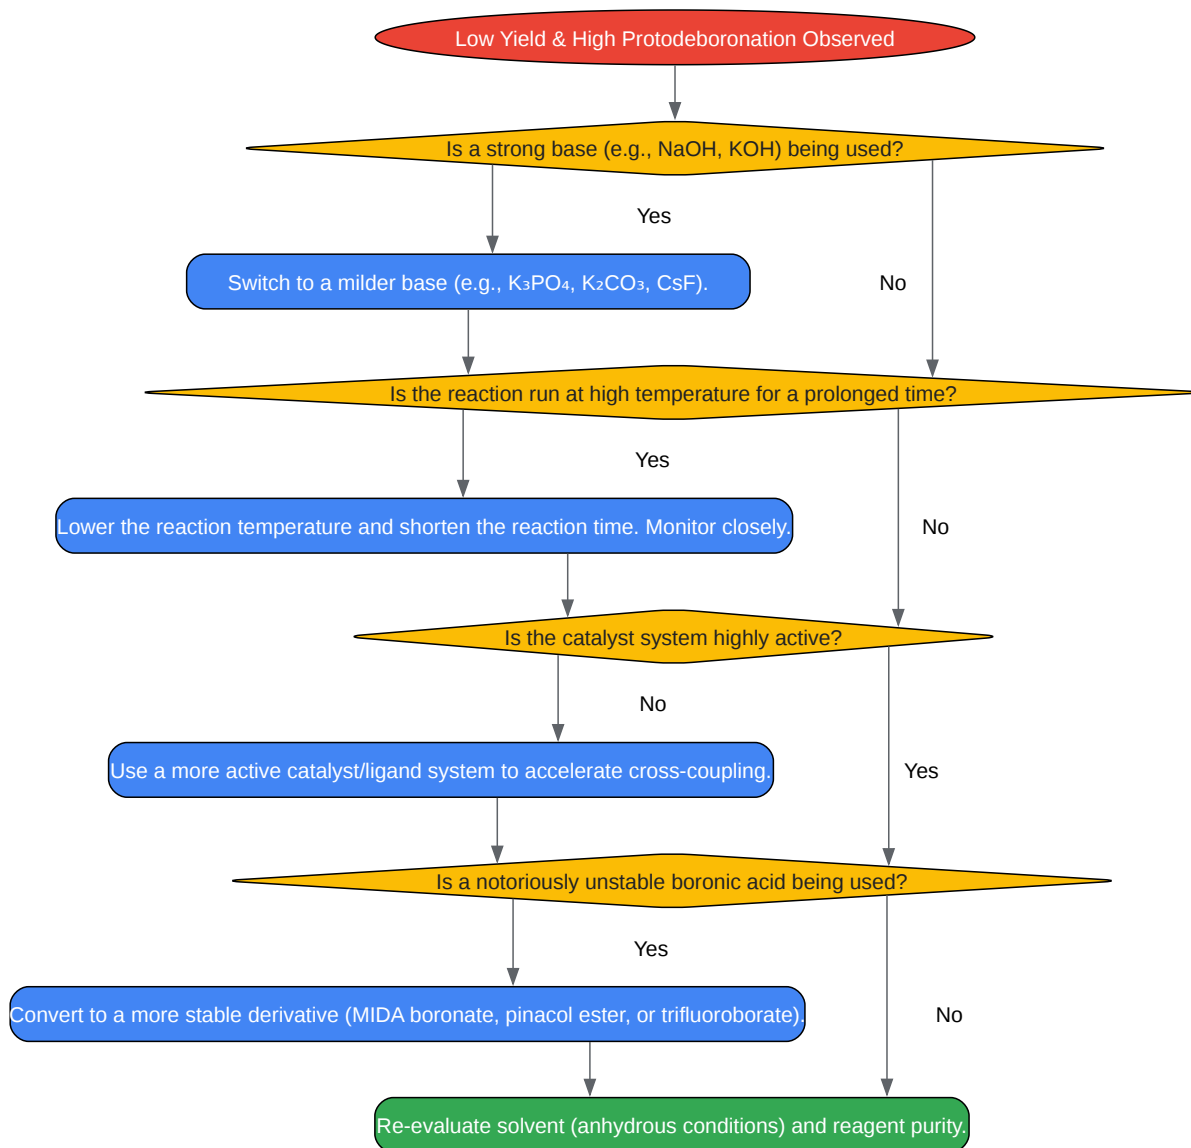 Low Yield & High Protodeboronation Observed
Is a strong base (e.g., NaOH, KOH) being used?
Yes
Switch to a milder base (e.g., K₃PO₄, K₂CO₃, CsF).
No
Is the reaction run at high temperature for a prolonged time?
Yes
Lower the reaction temperature and shorten the reaction time. Monitor closely.
No
Is the catalyst system highly active?
No
Use a more active catalyst/ligand system to accelerate cross-coupling.
Yes
Is a notoriously unstable boronic acid being used?
Yes
Convert to a more stable derivative (MIDA boronate, pinacol ester, or trifluoroborate).
No
Re-evaluate solvent (anhydrous conditions) and reagent purity.